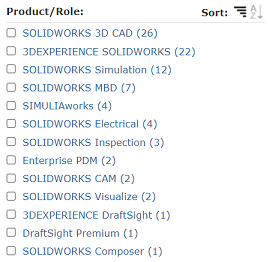 Product/Role: Sort: A Z
SOLIDWORKS 3D CAD (26)
3DEXPERIENCE SOLIDWORKS (22)
SOLIDWORKS Simulation (12)
SOLIDWORKS MBD (7)
SIMULIAworks (4)
SOLIDWORKS Electrical (4)
SOLIDWORKS Inspection (3)
Enterprise PDM (2)
SOLIDWORKS CAM (2)
SOLIDWORKS Visualize (2)
3DEXPERIENCE DraftSight (1)
DraftSight Premium (1)
SOLIDWORKS Composer (1)